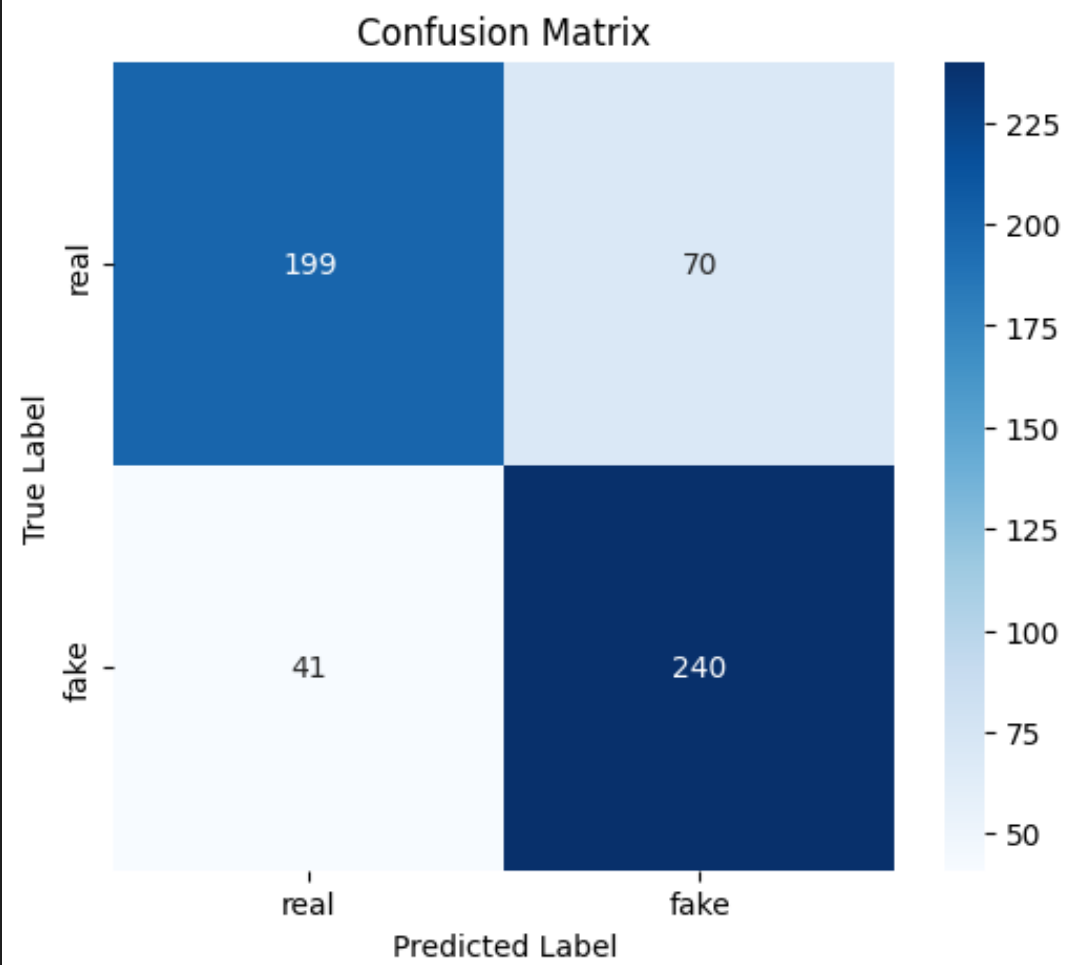 Confusion Matrix
real
199
70
fake
41
240
True Label
real
fake
Predicted Label
225
200
175
150
125
100
75
50